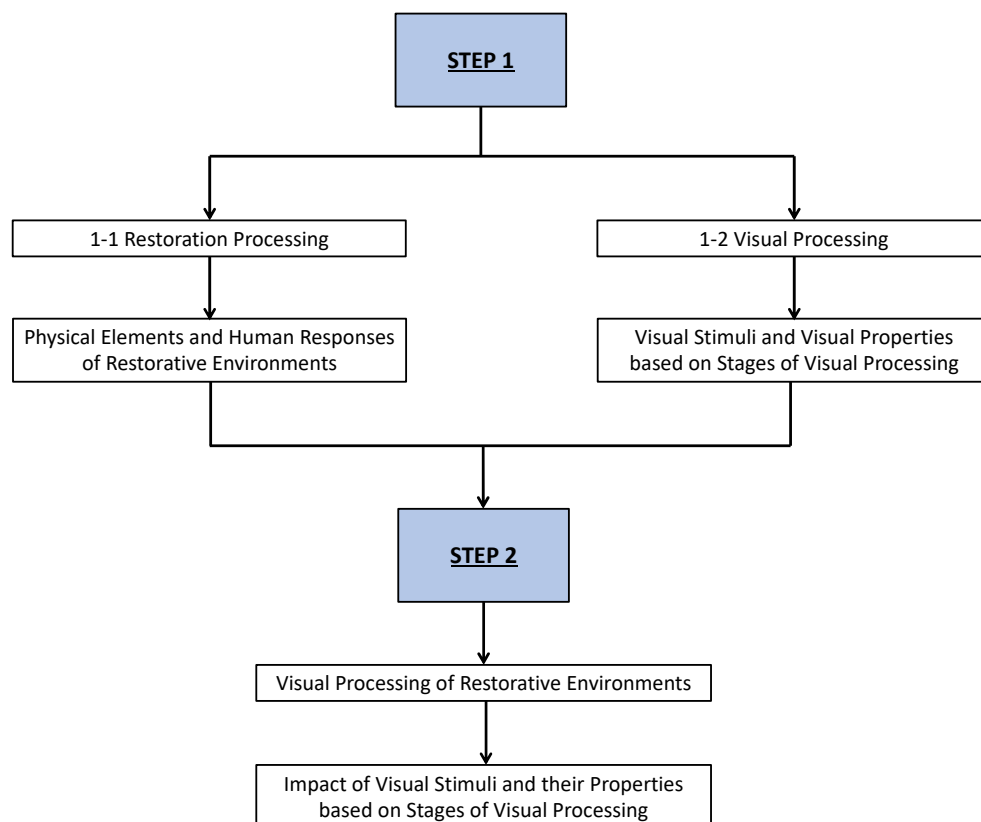 STEP 1
1-1 Restoration Processing
1-2 Visual Processing
Physical Elements and Human Responses
of Restorative Environments
Visual Stimuli and Visual Properties
based on Stages of Visual Processing
STEP 2
Visual Processing of Restorative Environments
Impact of Visual Stimuli and their Properties
based on Stages of Visual Processing